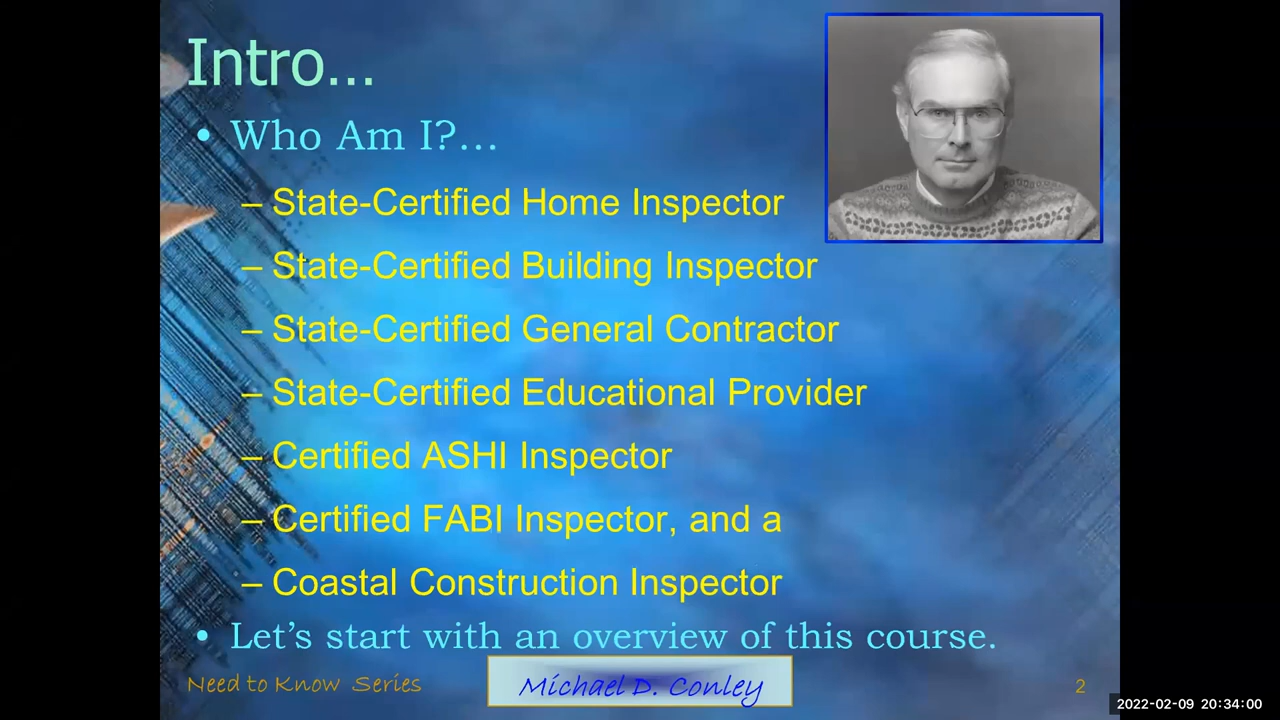 Intro...
• Who Am I?...
– State-Certified Home Inspector
– State-Certified Building Inspector
– State-Certified General Contractor
– State-Certified Educational Provider
– Certified ASHI Inspector
– Certified FABI Inspector, and a
– Coastal Construction Inspector
• Let’s start with an overview of this course.
Need to Know Series
Michael D. Conley
2
2022-02-09 20:34:00